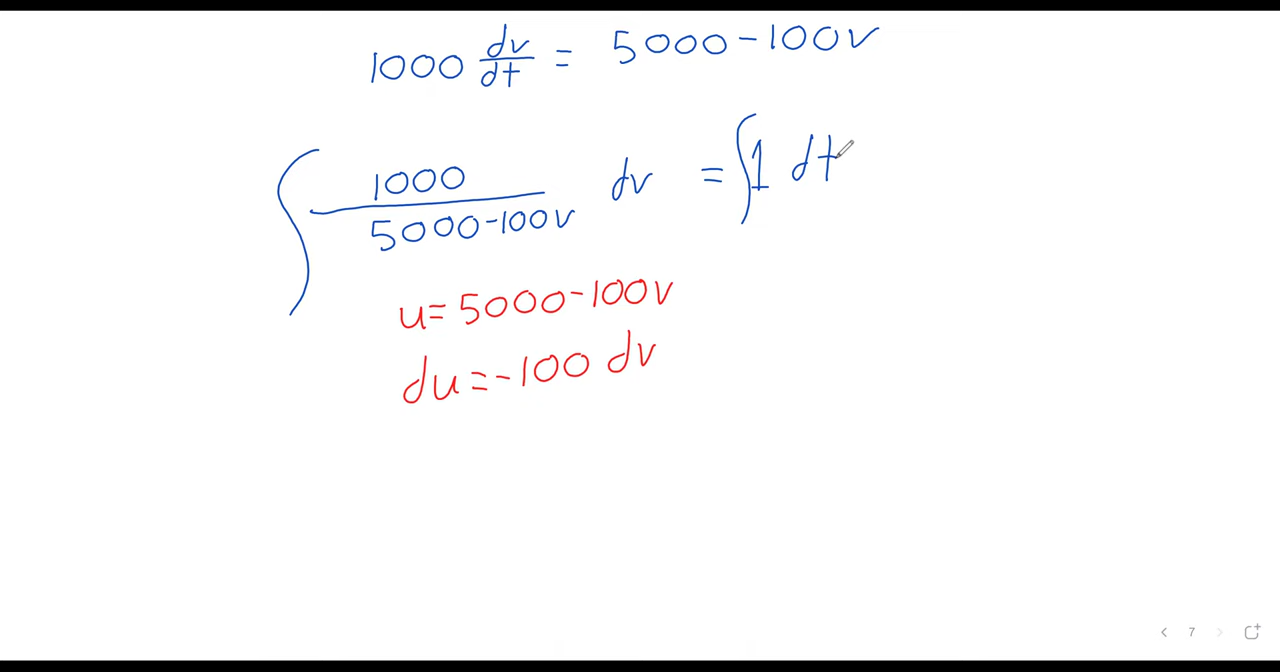 1000 dv/dt = 5000-100v
∫ 1000/(5000-100v) dv = ∫ 1 dt
u=5000-100v
du=-100 dv
< 7 >